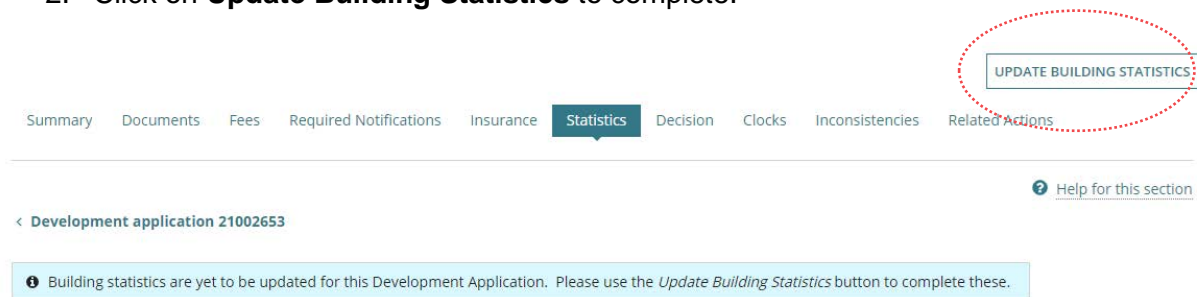 2. Click on Update Building Statistics to complete.
UPDATE BUILDING STATISTICS
Summary Documents Fees Required Notifications Insurance Statistics Decision Clocks Inconsistencies Related Actions
Help for this section
< Development application 21002653
Building statistics are yet to be updated for this Development Application. Please use the Update Building Statistics button to complete these.